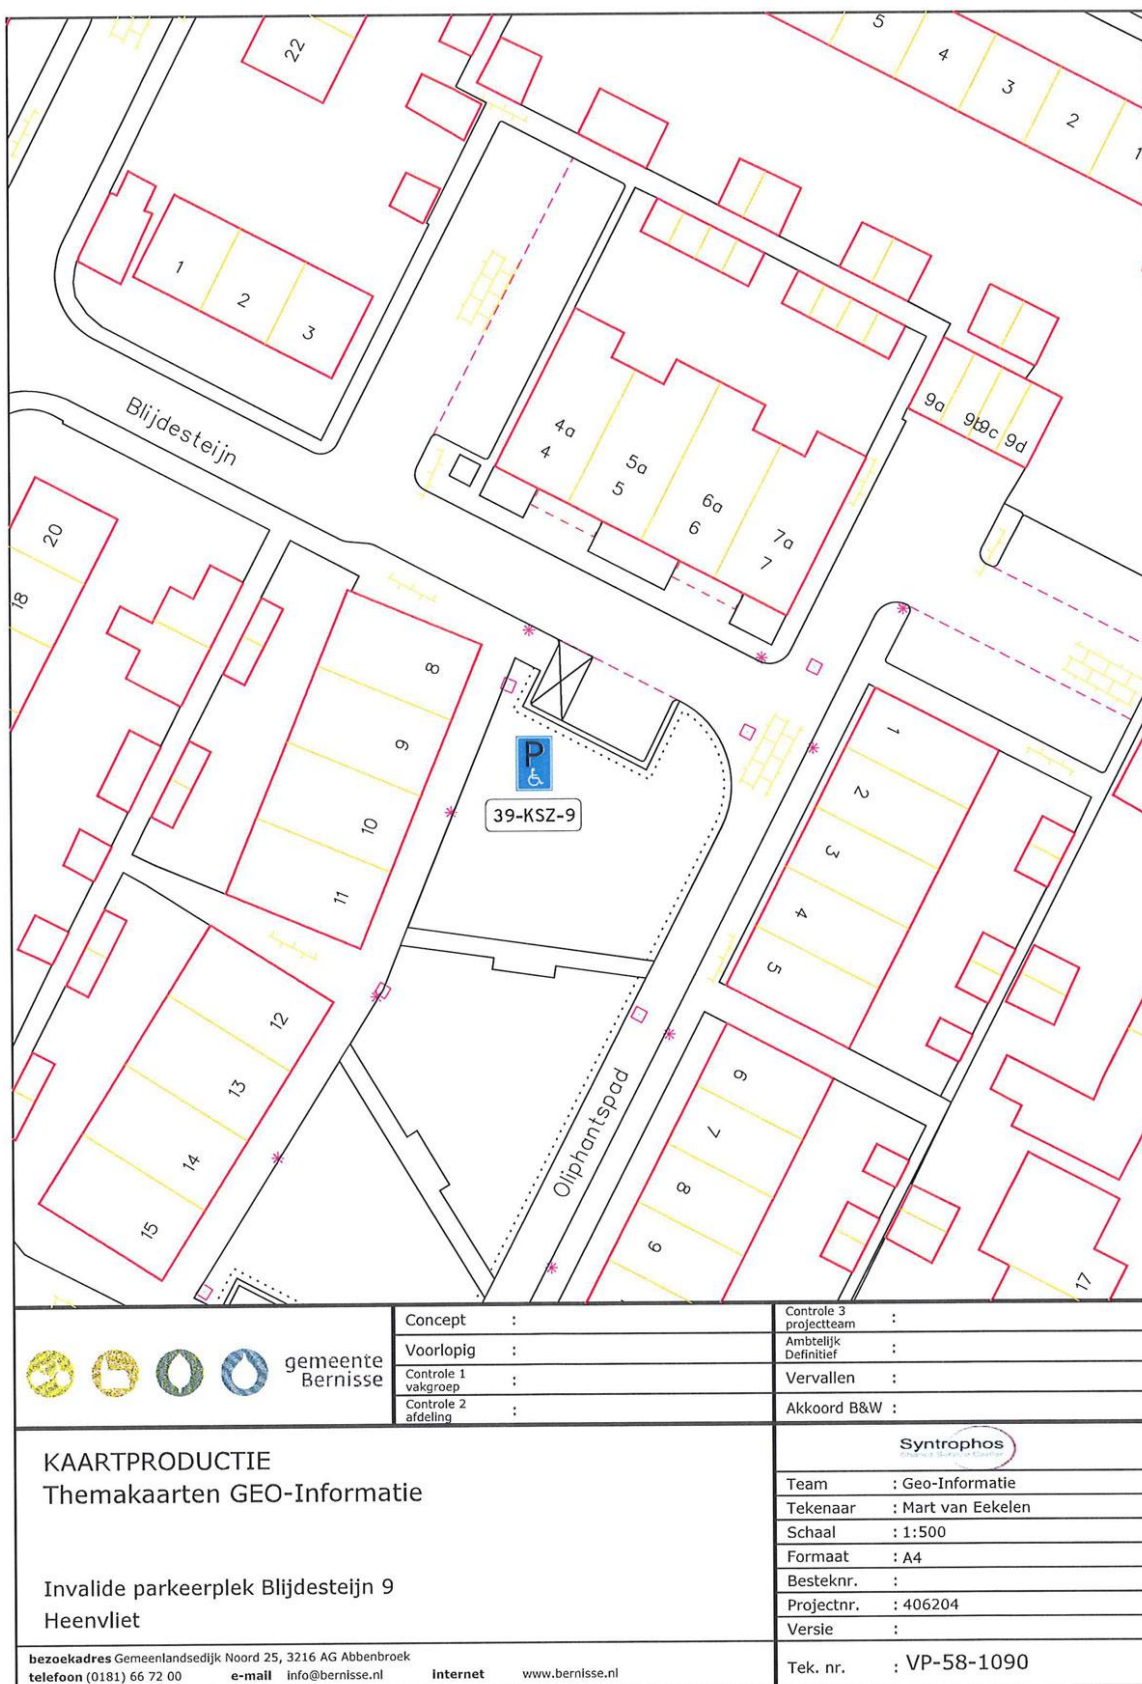 5
4
3
2
1
22
1
2
3
Blijdesteijn
4a
4
5a
5
6a
6
7a
7
9a
9b
9c
9d
20
18
8
9
10
11
P
39-KSZ-9
1
2
3
4
5
12
13
14
15
Oliphantspad
6
7
8
9
17
gemeente
Bernisse
Concept :
Voorlopig :
Controle 1
vakgroep :
Controle 2
afdeling :
Controle 3
projectteam :
Ambtelijk
Definitief :
Vervallen :
Akkoord B&W :
KAARTPRODUCTIE
Themakaarten GEO-Informatie
Invalide parkeerplek Blijdesteijn 9
Heenvliet
Syntrophos
Team : Geo-Informatie
Tekenaar : Mart van Eekelen
Schaal : 1:500
Formaat : A4
Besteknr. :
Projectnr. : 406204
Versie :
Tek. nr. : VP-58-1090
bezoekadres Gemeenlandsedijk Noord 25, 3216 AG Abbenbroek
telefoon (0181) 66 72 00 e-mail info@bernisse.nl internet www.bernisse.nl